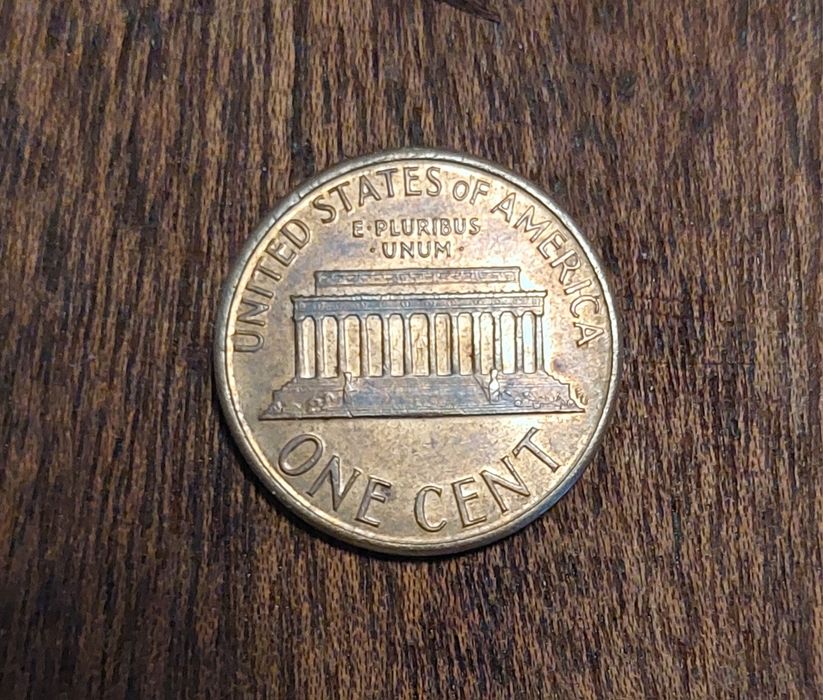 UNITED STATES OF AMERICA
E·PLURIBUS
·UNUM·
ONE CENT